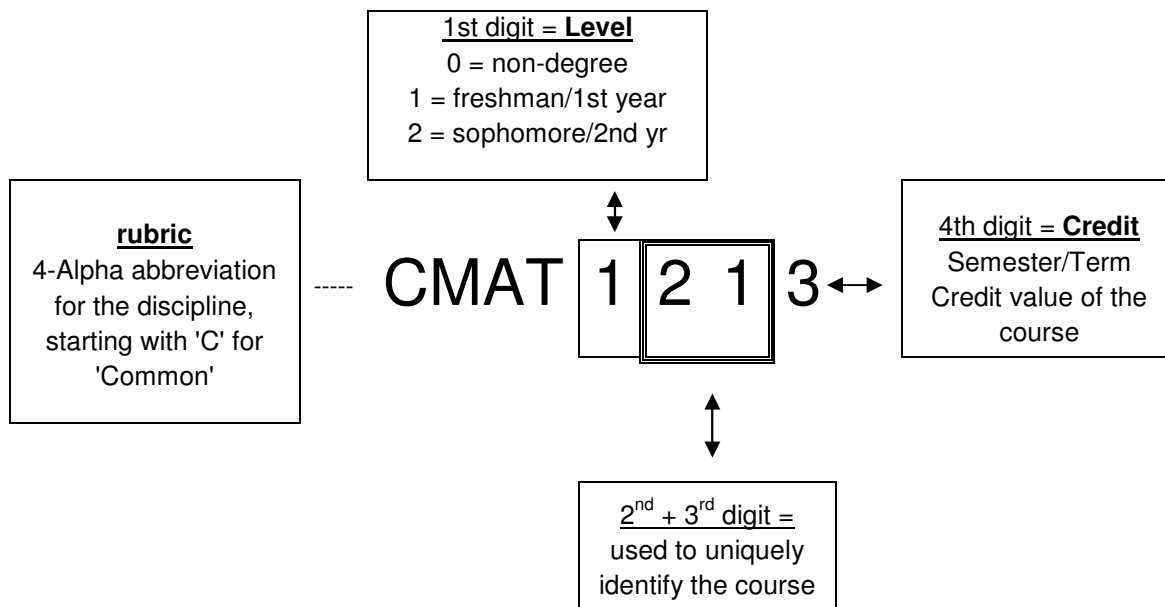 1st digit = Level
0 = non-degree
1 = freshman/1st year
2 = sophomore/2nd yr
rubric
4-Alpha abbreviation
for the discipline,
starting with 'C' for
'Common'
----- CMAT 1 2 1 3
4th digit = Credit
Semester/Term
Credit value of the
course
2nd + 3rd digit =
used to uniquely
identify the course